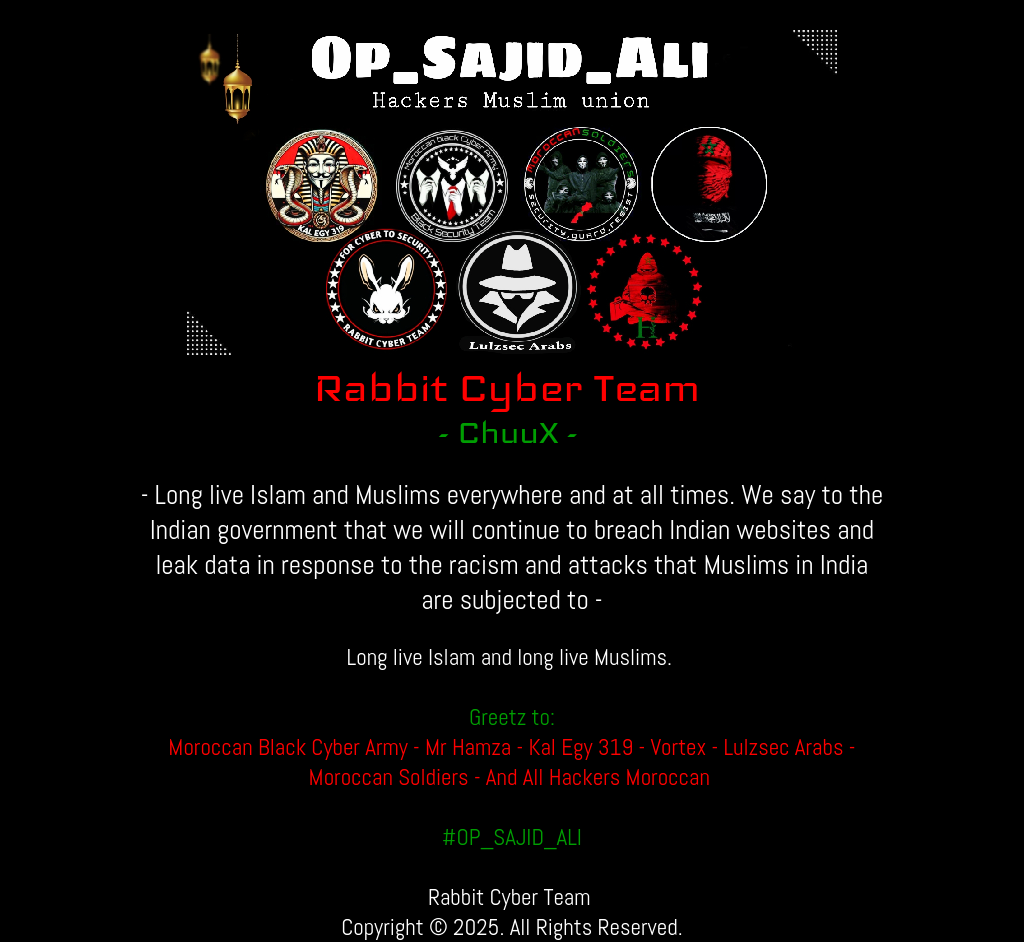 Op_Sajid_Ali
Hackers Muslim union
KAL EGY 319
Moroccan Black Cyber Army
Black Security Team
MOROCCANSOLDIERS
security.guard.resist
FOR CYBER TO SECURITY
RABBIT CYBER TEAM
Lulzsec Arabs
H
Rabbit Cyber Team
- ChuuX -
- Long live Islam and Muslims everywhere and at all times. We say to the
Indian government that we will continue to breach Indian websites and
leak data in response to the racism and attacks that Muslims in India
are subjected to -
Long live Islam and long live Muslims.
Greetz to:
Moroccan Black Cyber Army - Mr Hamza - Kal Egy 319 - Vortex - Lulzsec Arabs -
Moroccan Soldiers - And All Hackers Moroccan
#OP_SAJID_ALI
Rabbit Cyber Team
Copyright © 2025. All Rights Reserved.